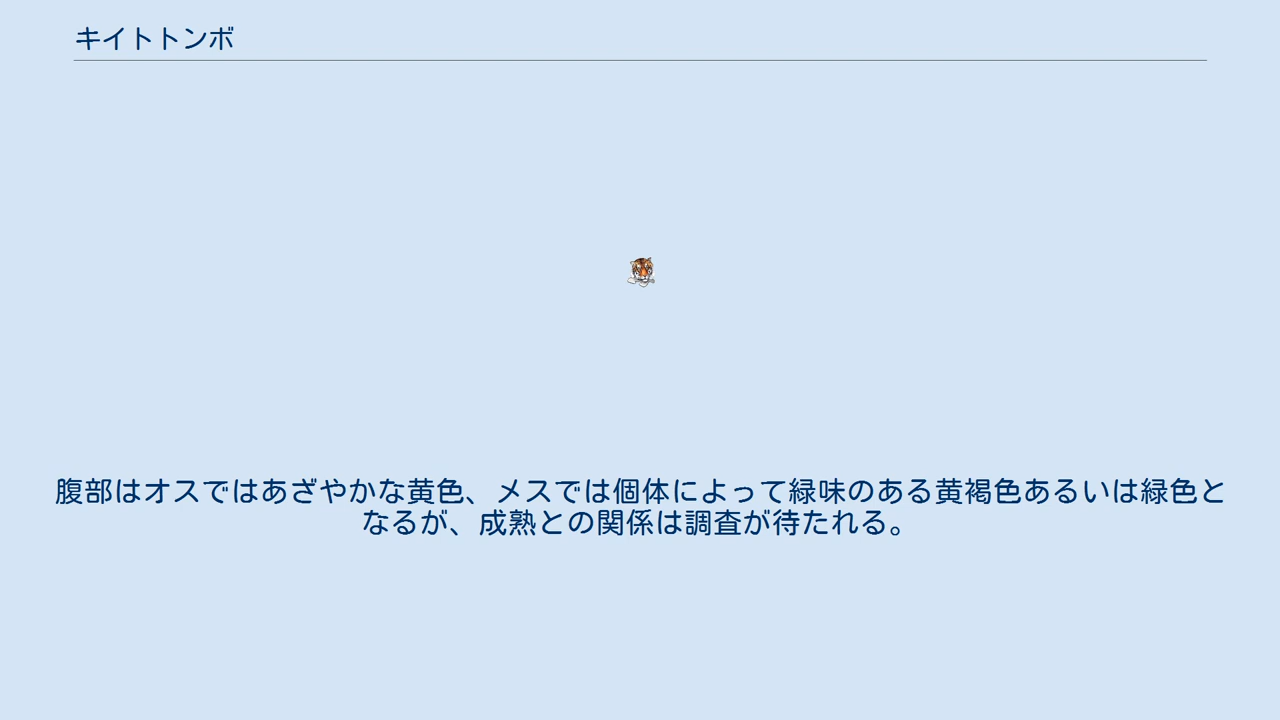 キイトトンボ
腹部はオスではあざやかな黄色、メスでは個体によって緑味のある黄褐色あるいは緑色と
なるが、成熟との関係は調査が待たれる。